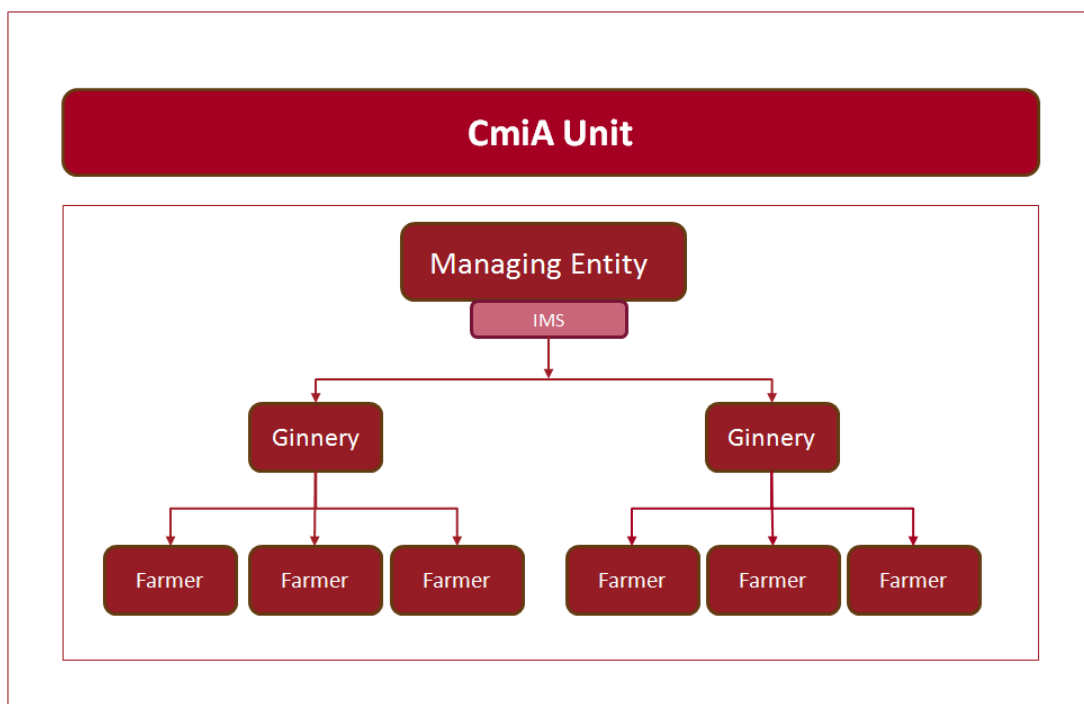 CmiA Unit
Managing Entity
IMS
Ginnery
Ginnery
Farmer
Farmer
Farmer
Farmer
Farmer
Farmer